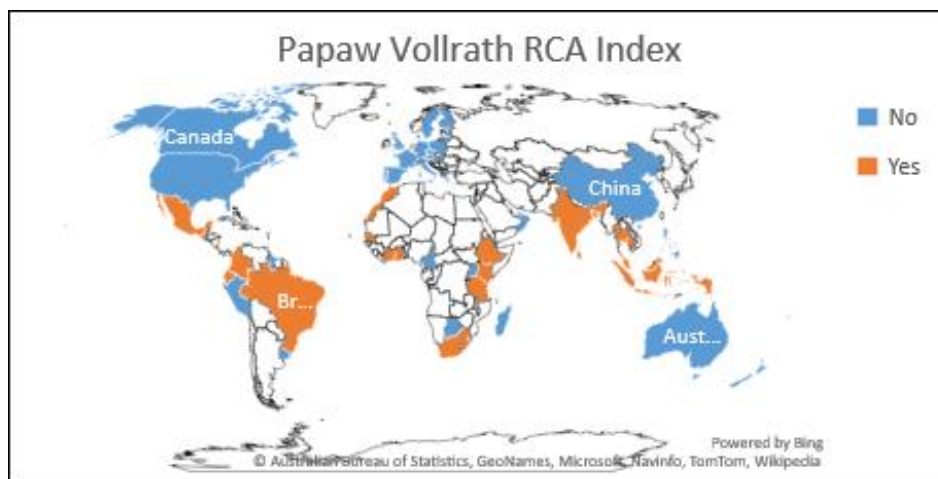 Papaw Vollrath RCA Index
No
Yes
Canada
China
Br...
Aust...
Powered by Bing
© Australian Bureau of Statistics, GeoNames, Microsoft, Navinfo, TomTom, Wikipedia